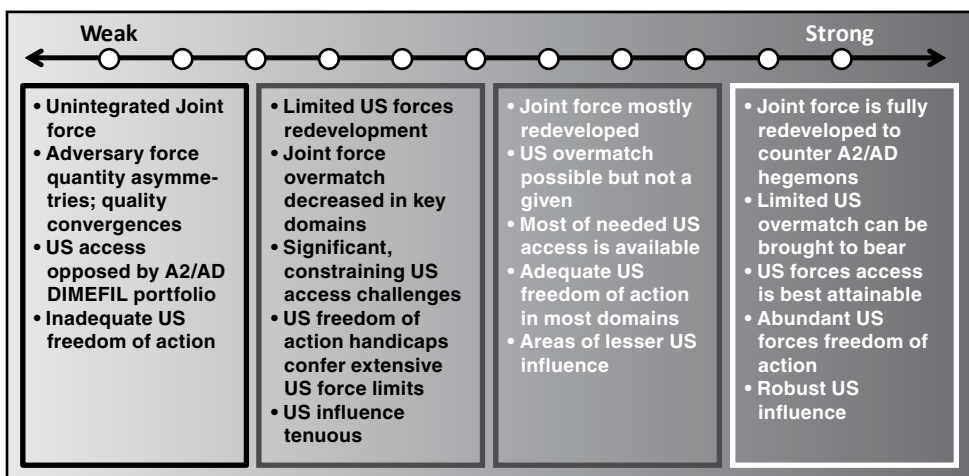 Weak
Strong
• Unintegrated Joint
force
• Adversary force
quantity asymme-
tries; quality
convergences
• US access
opposed by A2/AD
DIMEFIL portfolio
• Inadequate US
freedom of action
• Limited US forces
redevelopment
• Joint force
overmatch
decreased in key
domains
• Significant,
constraining US
access challenges
• US freedom of
action handicaps
confer extensive
US force limits
• US influence
tenuous
• Joint force mostly
redeveloped
• US overmatch
possible but not a
given
• Most of needed US
access is available
• Adequate US
freedom of action
in most domains
• Areas of lesser US
influence
• Joint force is fully
redeveloped to
counter A2/AD
hegemons
• Limited US
overmatch can be
brought to bear
• US forces access
is best attainable
• Abundant US
forces freedom of
action
• Robust US
influence